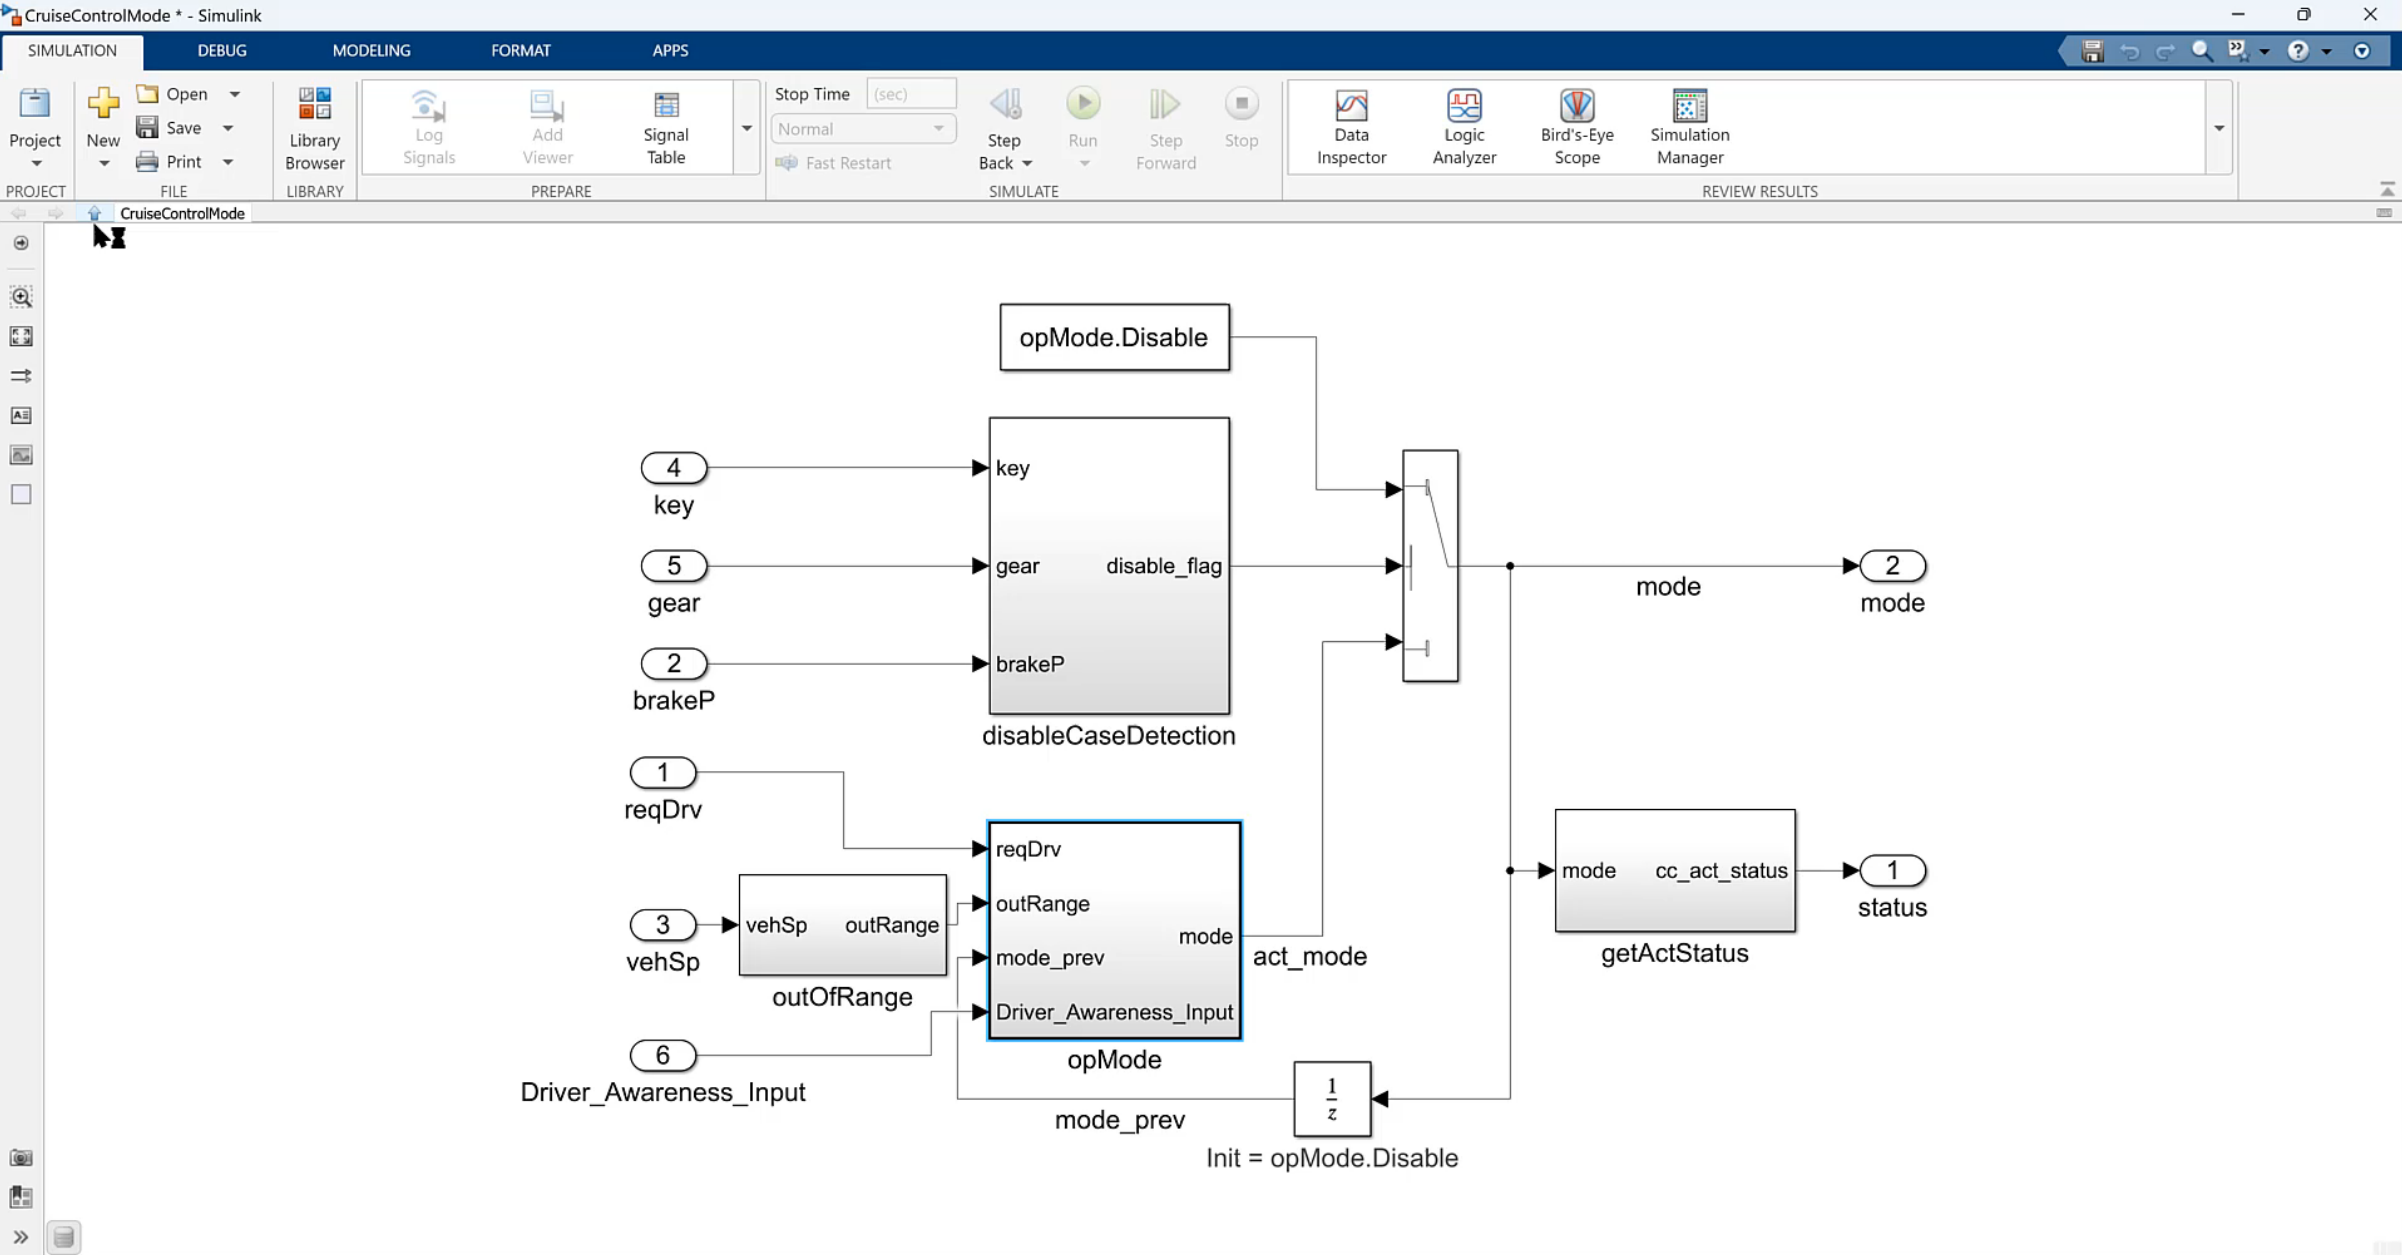 CruiseControlMode * - Simulink
SIMULATION
DEBUG
MODELING
FORMAT
APPS
Project
New
Open
Save
Print
Library
Browser
Log
Signals
Add
Viewer
Signal
Table
Stop Time
(sec)
Normal
Fast Restart
Step
Back
Run
Step
Forward
Stop
Data
Inspector
Logic
Analyzer
Bird's-Eye
Scope
Simulation
Manager
PROJECT
FILE
LIBRARY
PREPARE
SIMULATE
REVIEW RESULTS
CruiseControlMode
opMode.Disable
4
key
key
5
gear
gear
disable_flag
2
brakeP
brakeP
disableCaseDetection
mode
2
mode
1
reqDrv
reqDrv
outRange
mode_prev
Driver_Awareness_Input
mode
opMode
act_mode
3
vehSp
vehSp
outRange
outOfRange
6
Driver_Awareness_Input
mode_prev
1
z
Init = opMode.Disable
mode
cc_act_status
getActStatus
1
status